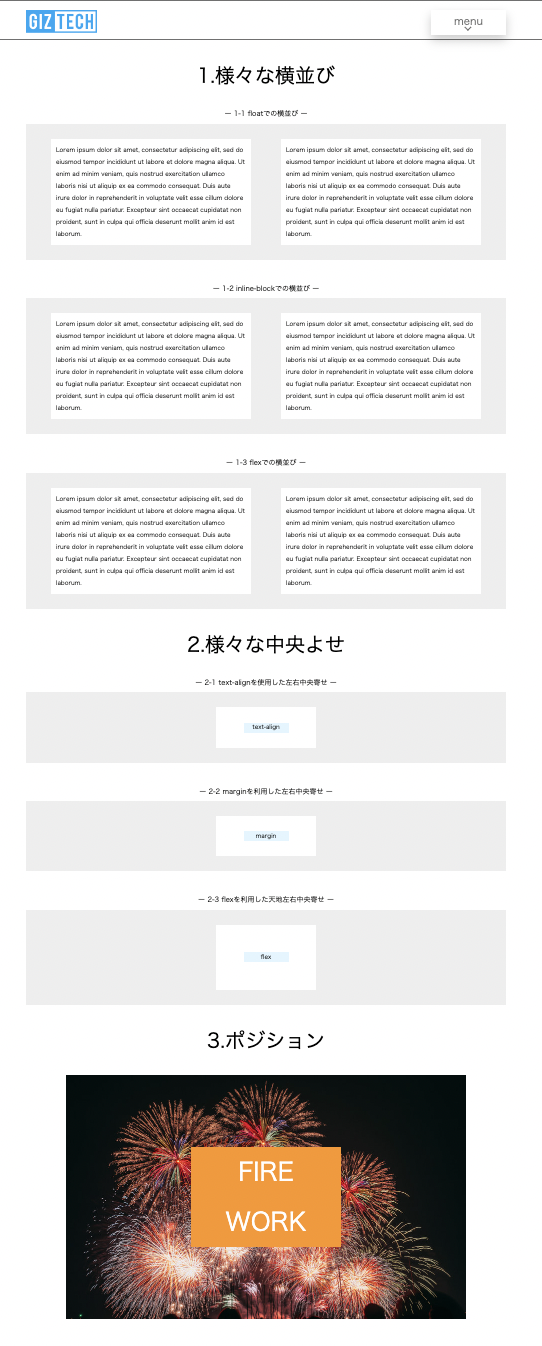 GIZ TECH
menu
1.様々な横並び
ー 1-1 floatでの横並び ー
Lorem ipsum dolor sit amet, consectetur adipiscing elit, sed do
eiusmod tempor incididunt ut labore et dolore magna aliqua. Ut
enim ad minim veniam, quis nostrud exercitation ullamco
laboris nisi ut aliquip ex ea commodo consequat. Duis aute
irure dolor in reprehenderit in voluptate velit esse cillum dolore
eu fugiat nulla pariatur. Excepteur sint occaecat cupidatat non
proident, sunt in culpa qui officia deserunt mollit anim id est
laborum.
Lorem ipsum dolor sit amet, consectetur adipiscing elit, sed do
eiusmod tempor incididunt ut labore et dolore magna aliqua. Ut
enim ad minim veniam, quis nostrud exercitation ullamco
laboris nisi ut aliquip ex ea commodo consequat. Duis aute
irure dolor in reprehenderit in voluptate velit esse cillum dolore
eu fugiat nulla pariatur. Excepteur sint occaecat cupidatat non
proident, sunt in culpa qui officia deserunt mollit anim id est
laborum.
ー 1-2 inline-blockでの横並び ー
Lorem ipsum dolor sit amet, consectetur adipiscing elit, sed do
eiusmod tempor incididunt ut labore et dolore magna aliqua. Ut
enim ad minim veniam, quis nostrud exercitation ullamco
laboris nisi ut aliquip ex ea commodo consequat. Duis aute
irure dolor in reprehenderit in voluptate velit esse cillum dolore
eu fugiat nulla pariatur. Excepteur sint occaecat cupidatat non
proident, sunt in culpa qui officia deserunt mollit anim id est
laborum.
Lorem ipsum dolor sit amet, consectetur adipiscing elit, sed do
eiusmod tempor incididunt ut labore et dolore magna aliqua. Ut
enim ad minim veniam, quis nostrud exercitation ullamco
laboris nisi ut aliquip ex ea commodo consequat. Duis aute
irure dolor in reprehenderit in voluptate velit esse cillum dolore
eu fugiat nulla pariatur. Excepteur sint occaecat cupidatat non
proident, sunt in culpa qui officia deserunt mollit anim id est
laborum.
ー 1-3 flexでの横並び ー
Lorem ipsum dolor sit amet, consectetur adipiscing elit, sed do
eiusmod tempor incididunt ut labore et dolore magna aliqua. Ut
enim ad minim veniam, quis nostrud exercitation ullamco
laboris nisi ut aliquip ex ea commodo consequat. Duis aute
irure dolor in reprehenderit in voluptate velit esse cillum dolore
eu fugiat nulla pariatur. Excepteur sint occaecat cupidatat non
proident, sunt in culpa qui officia deserunt mollit anim id est
laborum.
Lorem ipsum dolor sit amet, consectetur adipiscing elit, sed do
eiusmod tempor incididunt ut labore et dolore magna aliqua. Ut
enim ad minim veniam, quis nostrud exercitation ullamco
laboris nisi ut aliquip ex ea commodo consequat. Duis aute
irure dolor in reprehenderit in voluptate velit esse cillum dolore
eu fugiat nulla pariatur. Excepteur sint occaecat cupidatat non
proident, sunt in culpa qui officia deserunt mollit anim id est
laborum.
2.様々な中央よせ
ー 2-1 text-alignを使用した左右中央寄せ ー
text-align
ー 2-2 marginを利用した左右中央寄せ ー
margin
ー 2-3 flexを利用した天地左右中央寄せ ー
flex
3.ポジション
FIRE
WORK